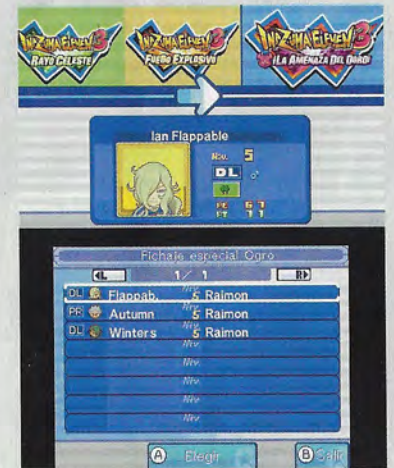 INAZUMA ELEVEN 3 INAZUMA ELEVEN 3 INAZUMA ELEVEN 3
RAYO CELESTE FUEGO EXPLOSIVO ¡LA AMENAZA DEL OGRO!
Ian Flappable
Niv. 5
DL ♂
PE 67
PT 71
Fichaje especial Ogro
L 1/ 1 R
Niv.
DL Flappab. 5 Raimon
Niv.
PR Autumn 5 Raimon
Niv.
DL Winters 5 Raimon
Niv.
Niv.
Niv.
Niv.
Niv.
A Elegir B Salir